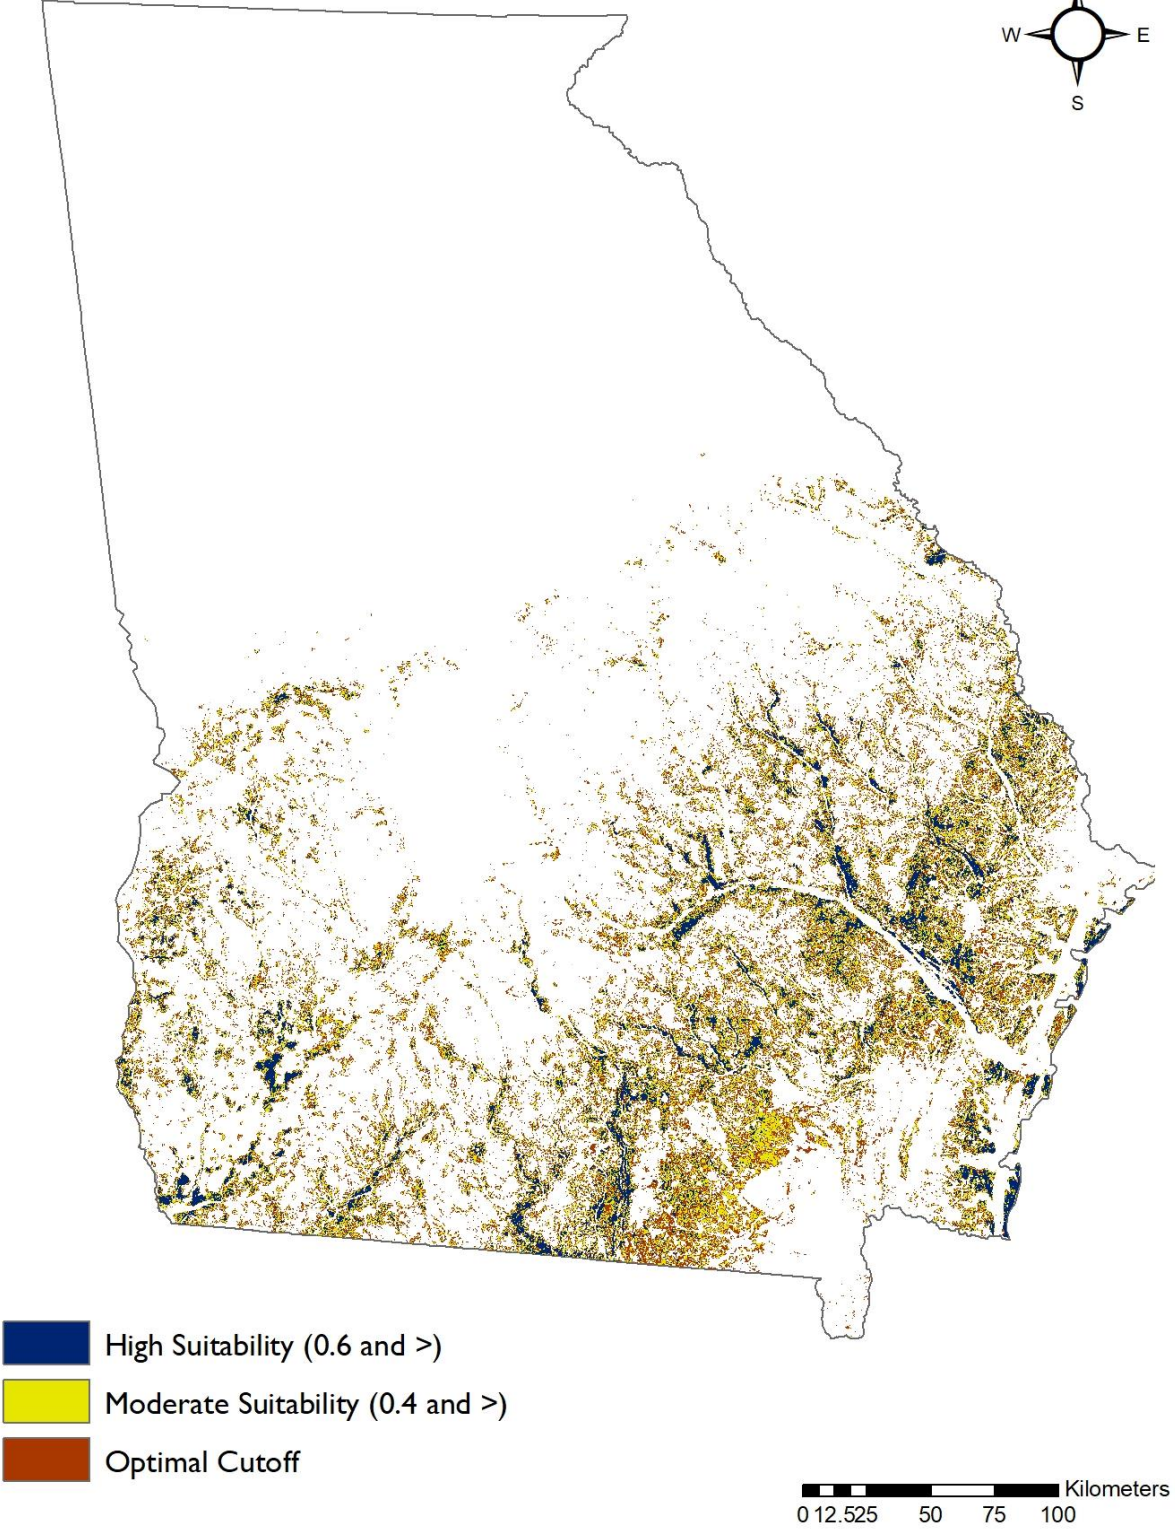 W E
S
High Suitability (0.6 and >)
Moderate Suitability (0.4 and >)
Optimal Cutoff
Kilometers
0 12.525 50 75 100